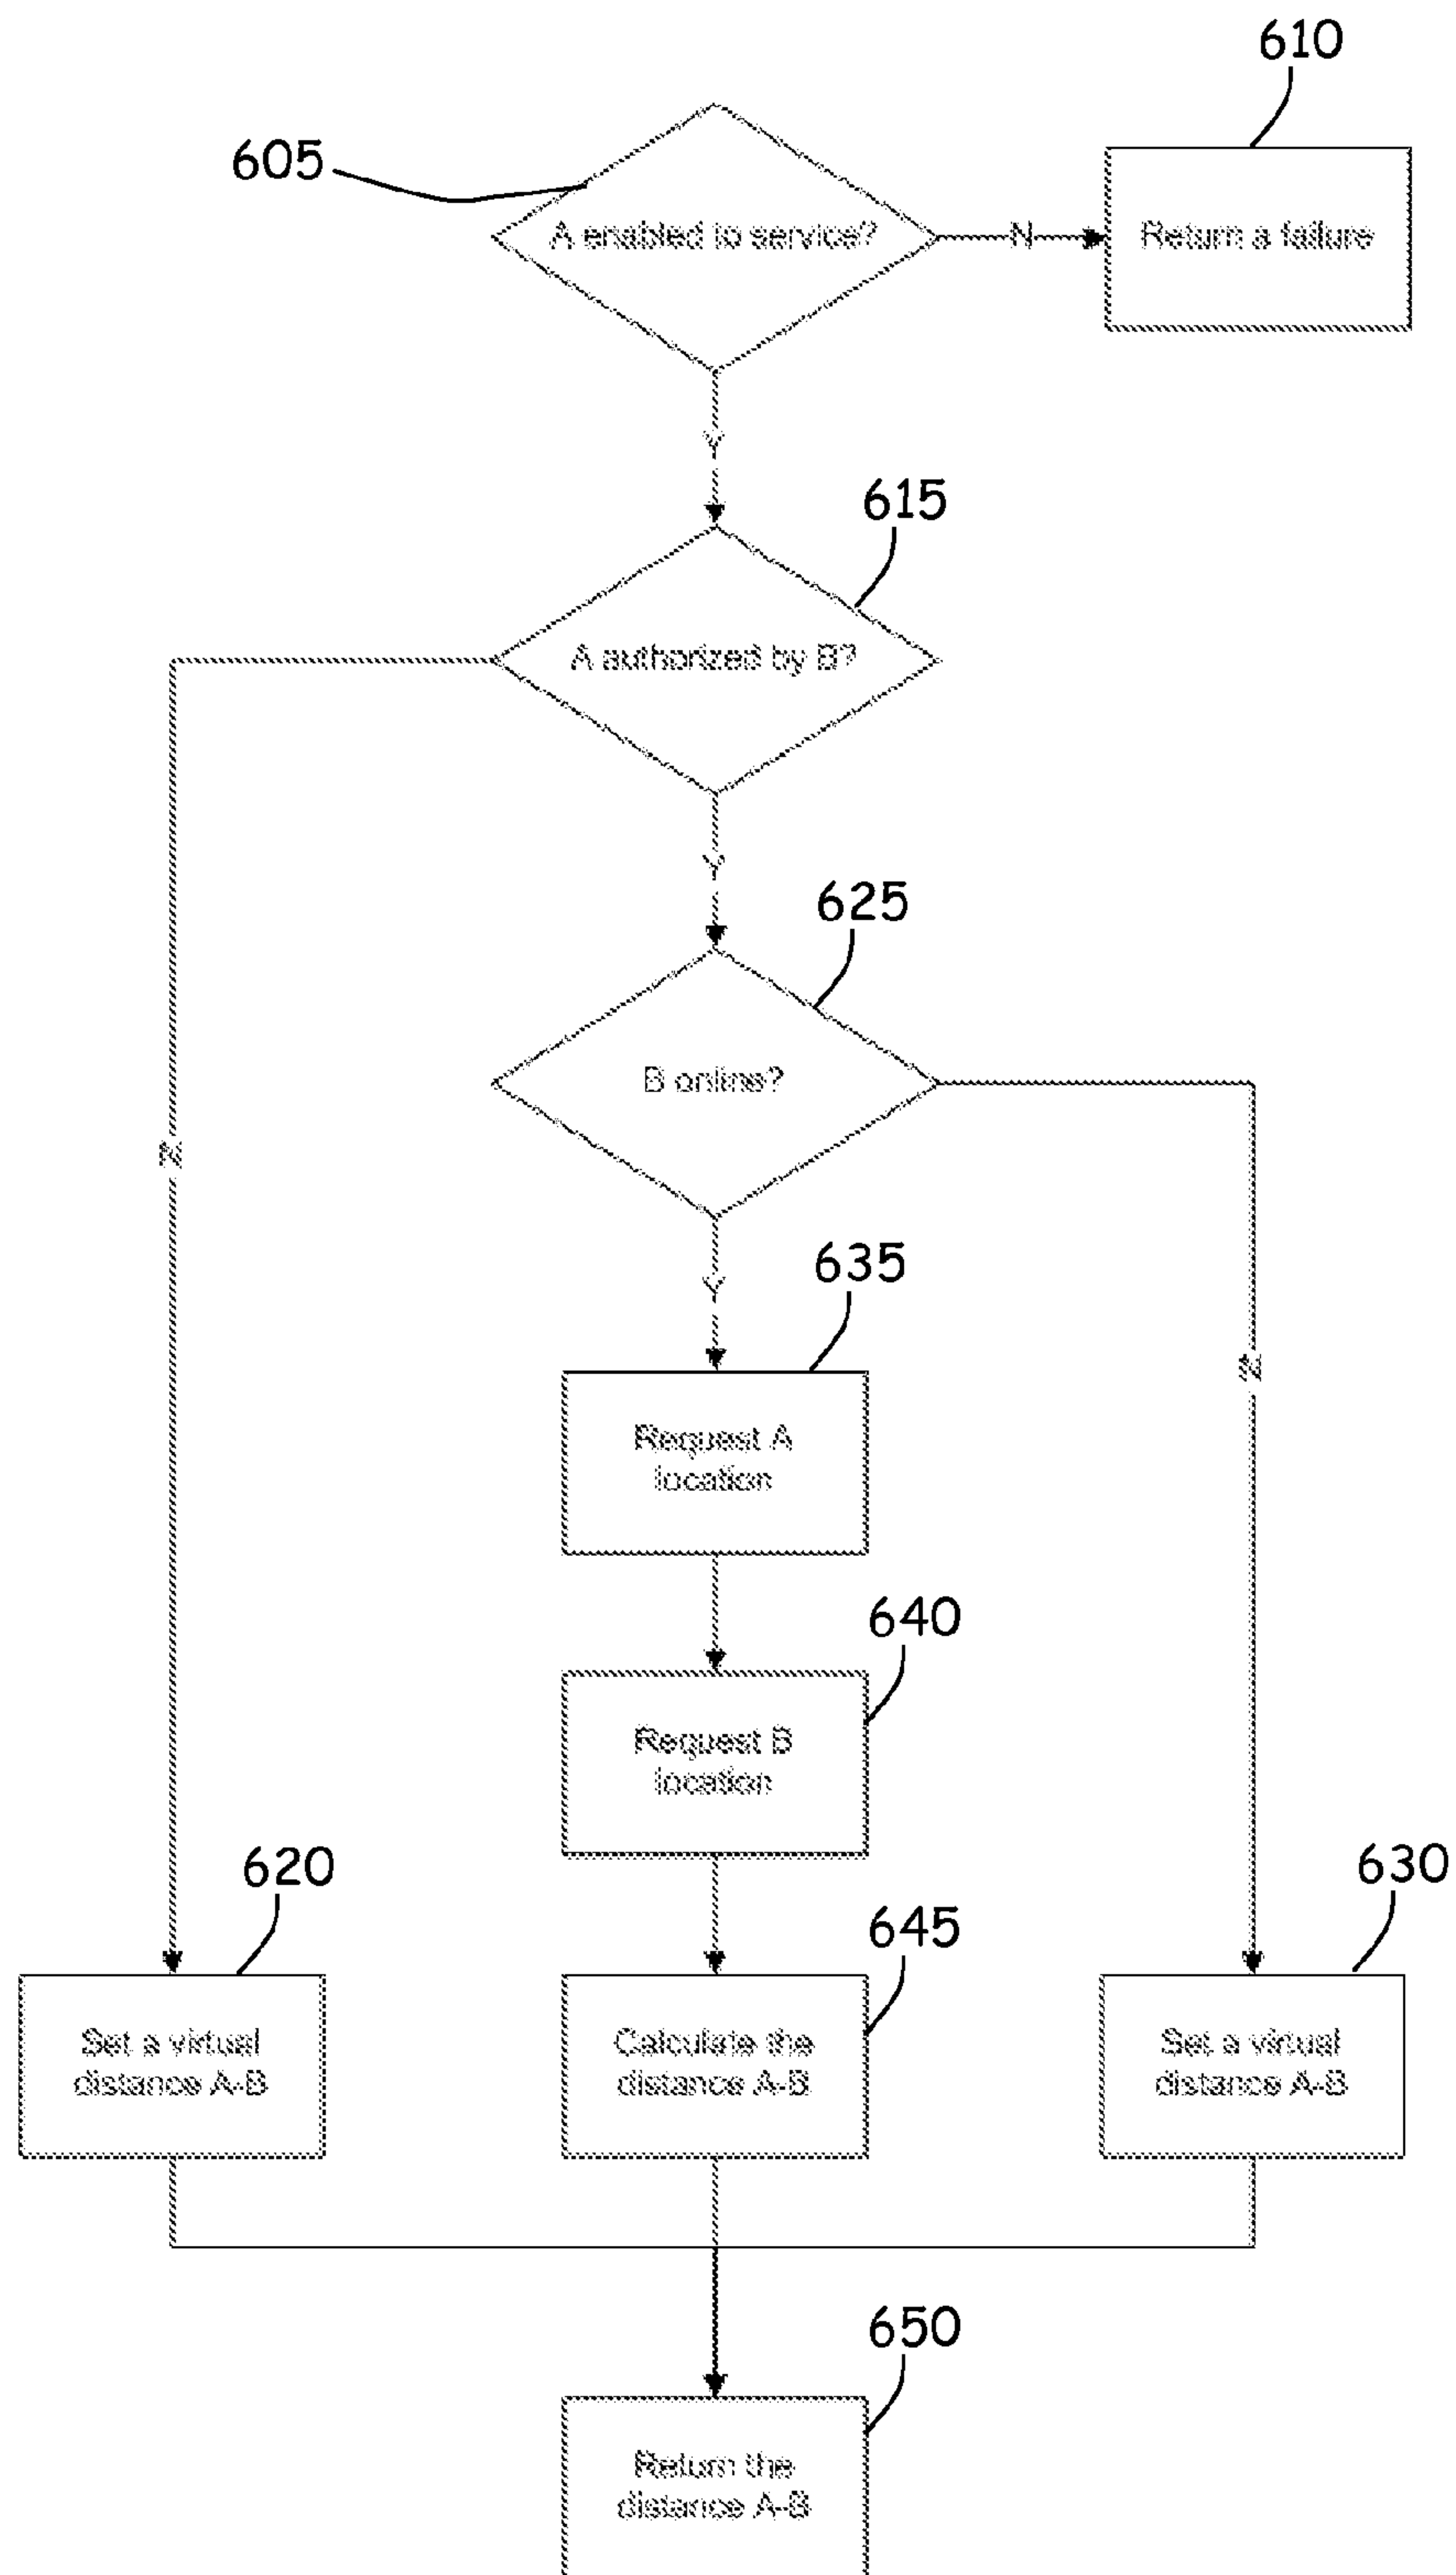 610
605
A enabled to service?
N
Return a failure
Y
615
A authorized by B?
Y
625
B online?
N
Y
635
N
Request A
location
640
Request B
location
620
630
645
Set a virtual
distance A-B
Calculate the
distance A-B
Set a virtual
distance A-B
650
Return the
distance A-B